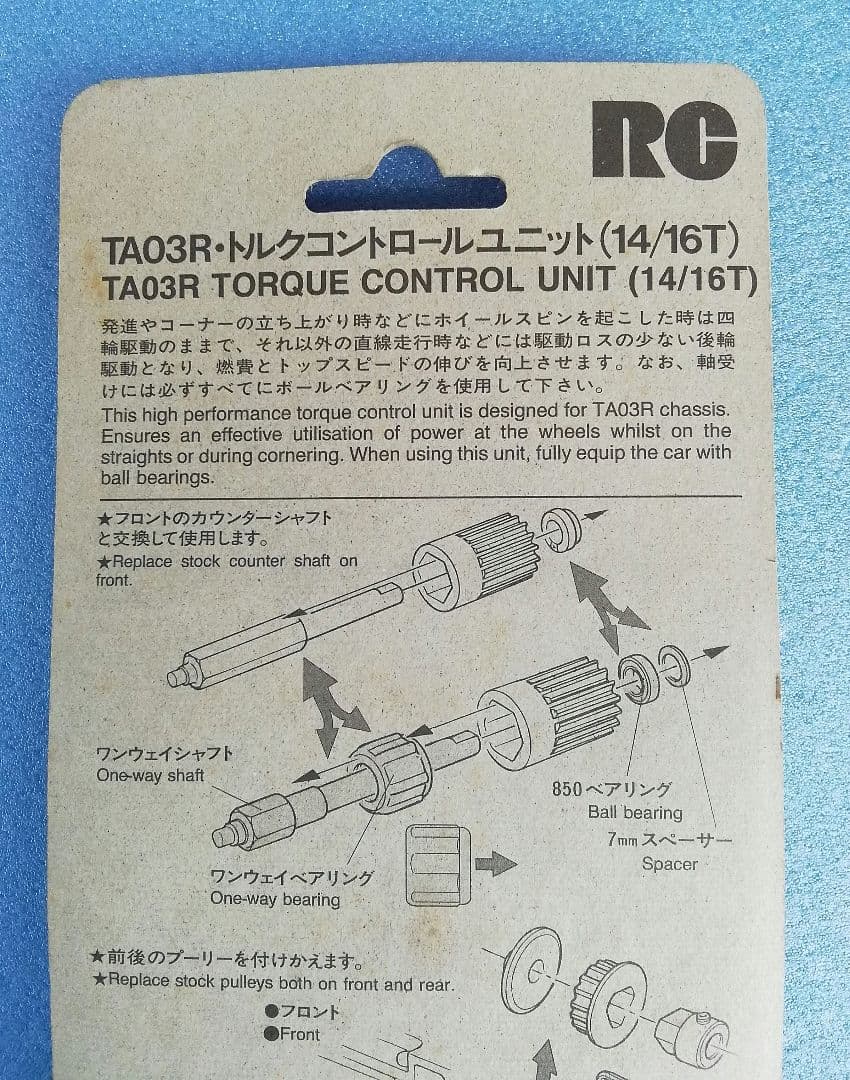 RC
TA03R・トルクコントロールユニット(14/16T)
TA03R TORQUE CONTROL UNIT (14/16T)
発進やコーナーの立ち上がり時などにホイールスピンを起こした時は四
輪駆動のままで、それ以外の直線走行時などには駆動ロスの少ない後輪
駆動となり、燃費とトップスピードの伸びを向上させます。なお、軸受
けには必ずすべてにボールベアリングを使用して下さい。
This high performance torque control unit is designed for TA03R chassis.
Ensures an effective utilisation of power at the wheels whilst on the
straights or during cornering. When using this unit, fully equip the car with
ball bearings.
★フロントのカウンターシャフト
と交換して使用します。
★Replace stock counter shaft on
front.
ワンウェイシャフト
One-way shaft
850ベアリング
Ball bearing
7mmスペーサー
Spacer
ワンウェイベアリング
One-way bearing
★前後のプーリーを付けかえます。
★Replace stock pulleys both on front and rear.
●フロント
●Front